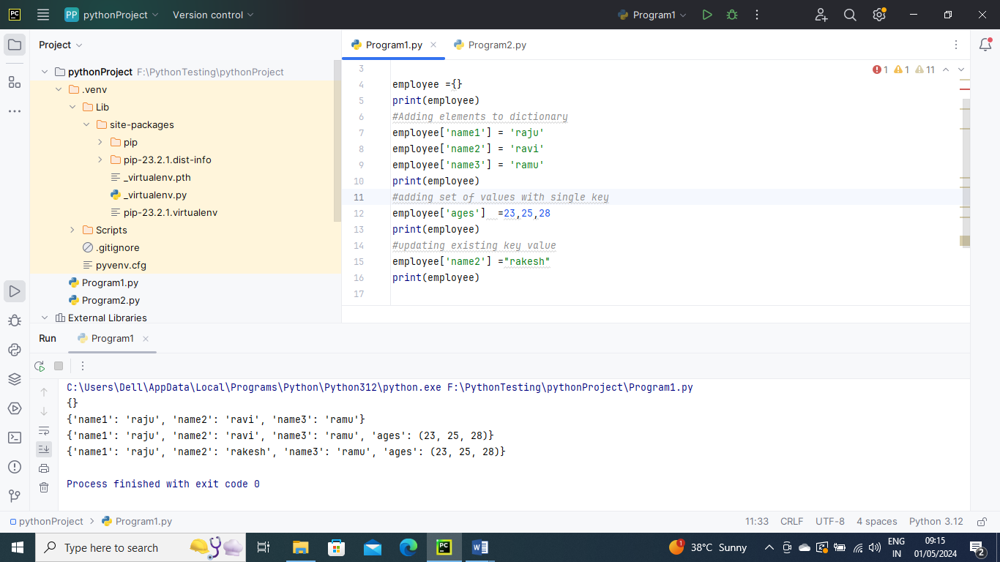 PC PP pythonProject Version control Program1
Project
Program1.py Program2.py
pythonProject F:\PythonTesting\pythonProject
.venv
Lib
site-packages
pip
pip-23.2.1.dist-info
_virtualenv.pth
_virtualenv.py
pip-23.2.1.virtualenv
Scripts
.gitignore
pyvenv.cfg
Program1.py
Program2.py
External Libraries
1 1 11
3
4 employee ={}
5 print(employee)
6 #Adding elements to dictionary
7 employee['name1'] = 'raju'
8 employee['name2'] = 'ravi'
9 employee['name3'] = 'ramu'
10 print(employee)
11 #adding set of values with single key
12 employee['ages']  =23,25,28
13 print(employee)
14 #updating existing key value
15 employee['name2'] ="rakesh"
16 print(employee)
17
Run Program1
C:\Users\Dell\AppData\Local\Programs\Python\Python312\python.exe F:\PythonTesting\pythonProject\Program1.py
{}
{'name1': 'raju', 'name2': 'ravi', 'name3': 'ramu'}
{'name1': 'raju', 'name2': 'ravi', 'name3': 'ramu', 'ages': (23, 25, 28)}
{'name1': 'raju', 'name2': 'rakesh', 'name3': 'ramu', 'ages': (23, 25, 28)}
Process finished with exit code 0
pythonProject > Program1.py 11:33 CRLF UTF-8 4 spaces Python 3.12
Type here to search PC W 1 38°C Sunny ENG 09:15
IN 01/05/2024 2